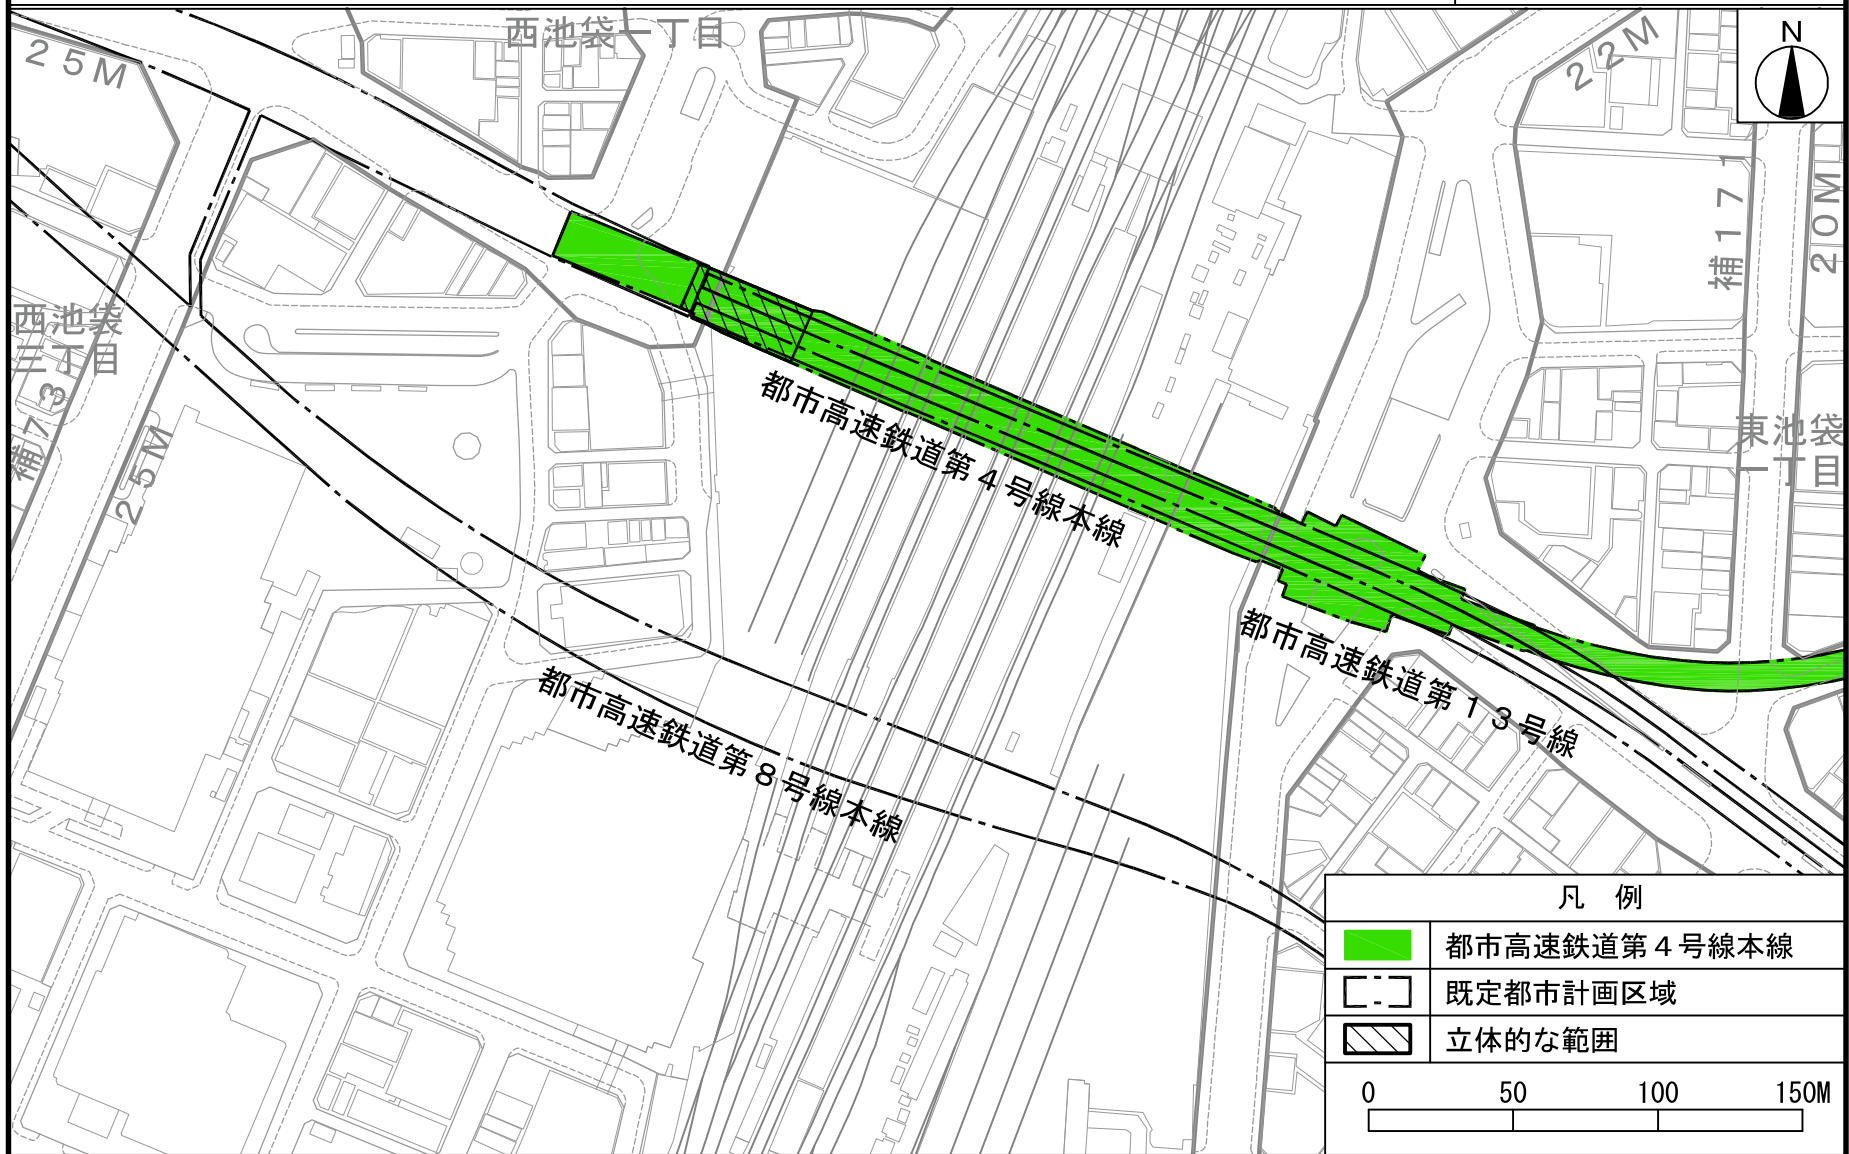 西池袋一丁目
25M
22M
N
補171
20M
西池袋
三丁目
補73
25M
東池袋
一丁目
都市高速鉄道第4号線本線
都市高速鉄道第13号線
都市高速鉄道第8号線本線
凡 例
都市高速鉄道第4号線本線
既定都市計画区域
立体的な範囲
0 50 100 150M